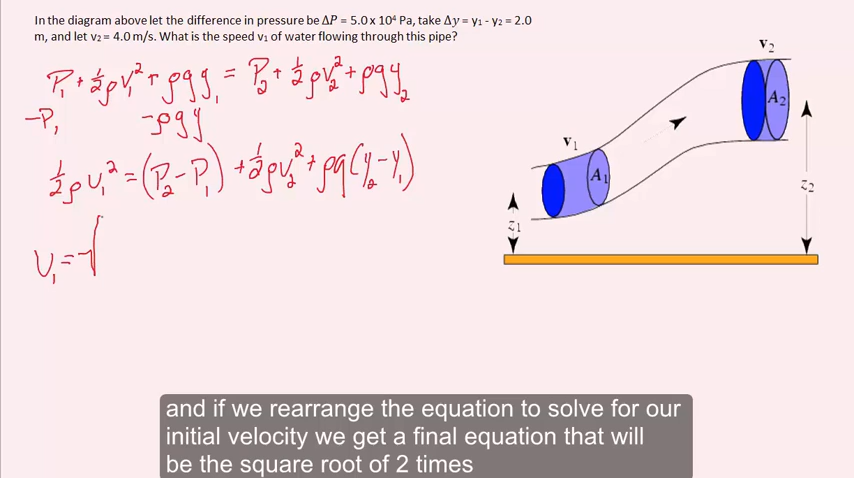 In the diagram above let the difference in pressure be ΔP = 5.0 x 10⁴ Pa, take Δy = y₁ - y₂ = 2.0
m, and let v₂ = 4.0 m/s. What is the speed v₁ of water flowing through this pipe?
P₁ + ½ρv₁² + ρgy₁ = P₂ + ½ρv₂² + ρgy₂
-P₁ -ρgy
½ρv₁² = (P₂ - P₁) + ½ρv₂² + ρg(y₂ - y₁)
v₁ = √
v₂
A₂
v₁
A₁
z₂
z₁
and if we rearrange the equation to solve for our
initial velocity we get a final equation that will
be the square root of 2 times